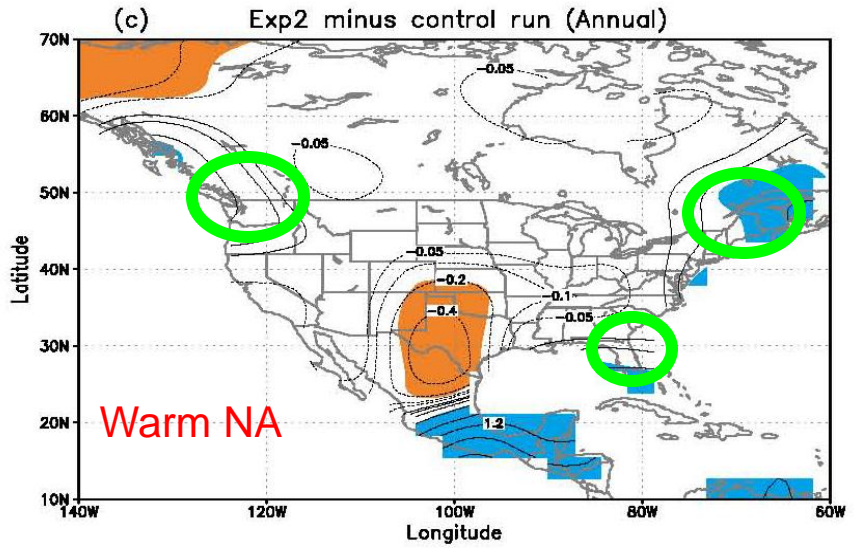 (c) Exp2 minus control run (Annual)
70N
60N
50N
40N
30N
20N
10N
Latitude
-0.05
-0.05
-0.05
-0.2
-0.1
-0.4
-0.05
1.2
Warm NA
140W 120W 100W 80W 60W
Longitude